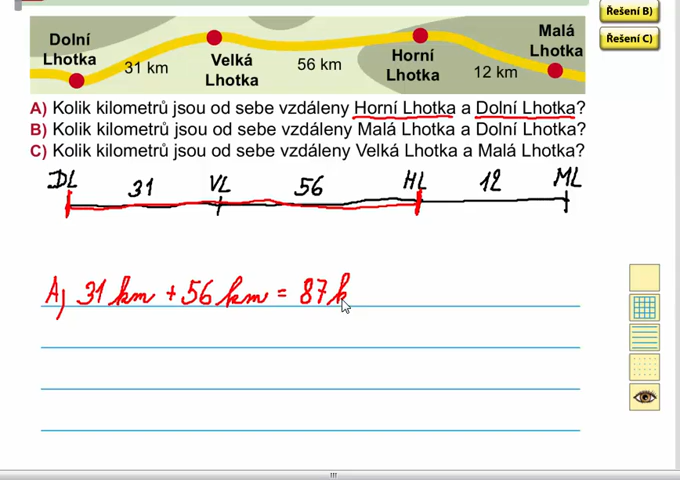 Řešení B)
Řešení C)
Dolní Lhotka
31 km
Velká Lhotka
56 km
Horní Lhotka
12 km
Malá Lhotka
A) Kolik kilometrů jsou od sebe vzdáleny Horní Lhotka a Dolní Lhotka?
B) Kolik kilometrů jsou od sebe vzdáleny Malá Lhotka a Dolní Lhotka?
C) Kolik kilometrů jsou od sebe vzdáleny Velká Lhotka a Malá Lhotka?
DL 31 VL 56 HL 12 ML
A) 31 km + 56 km = 87 k